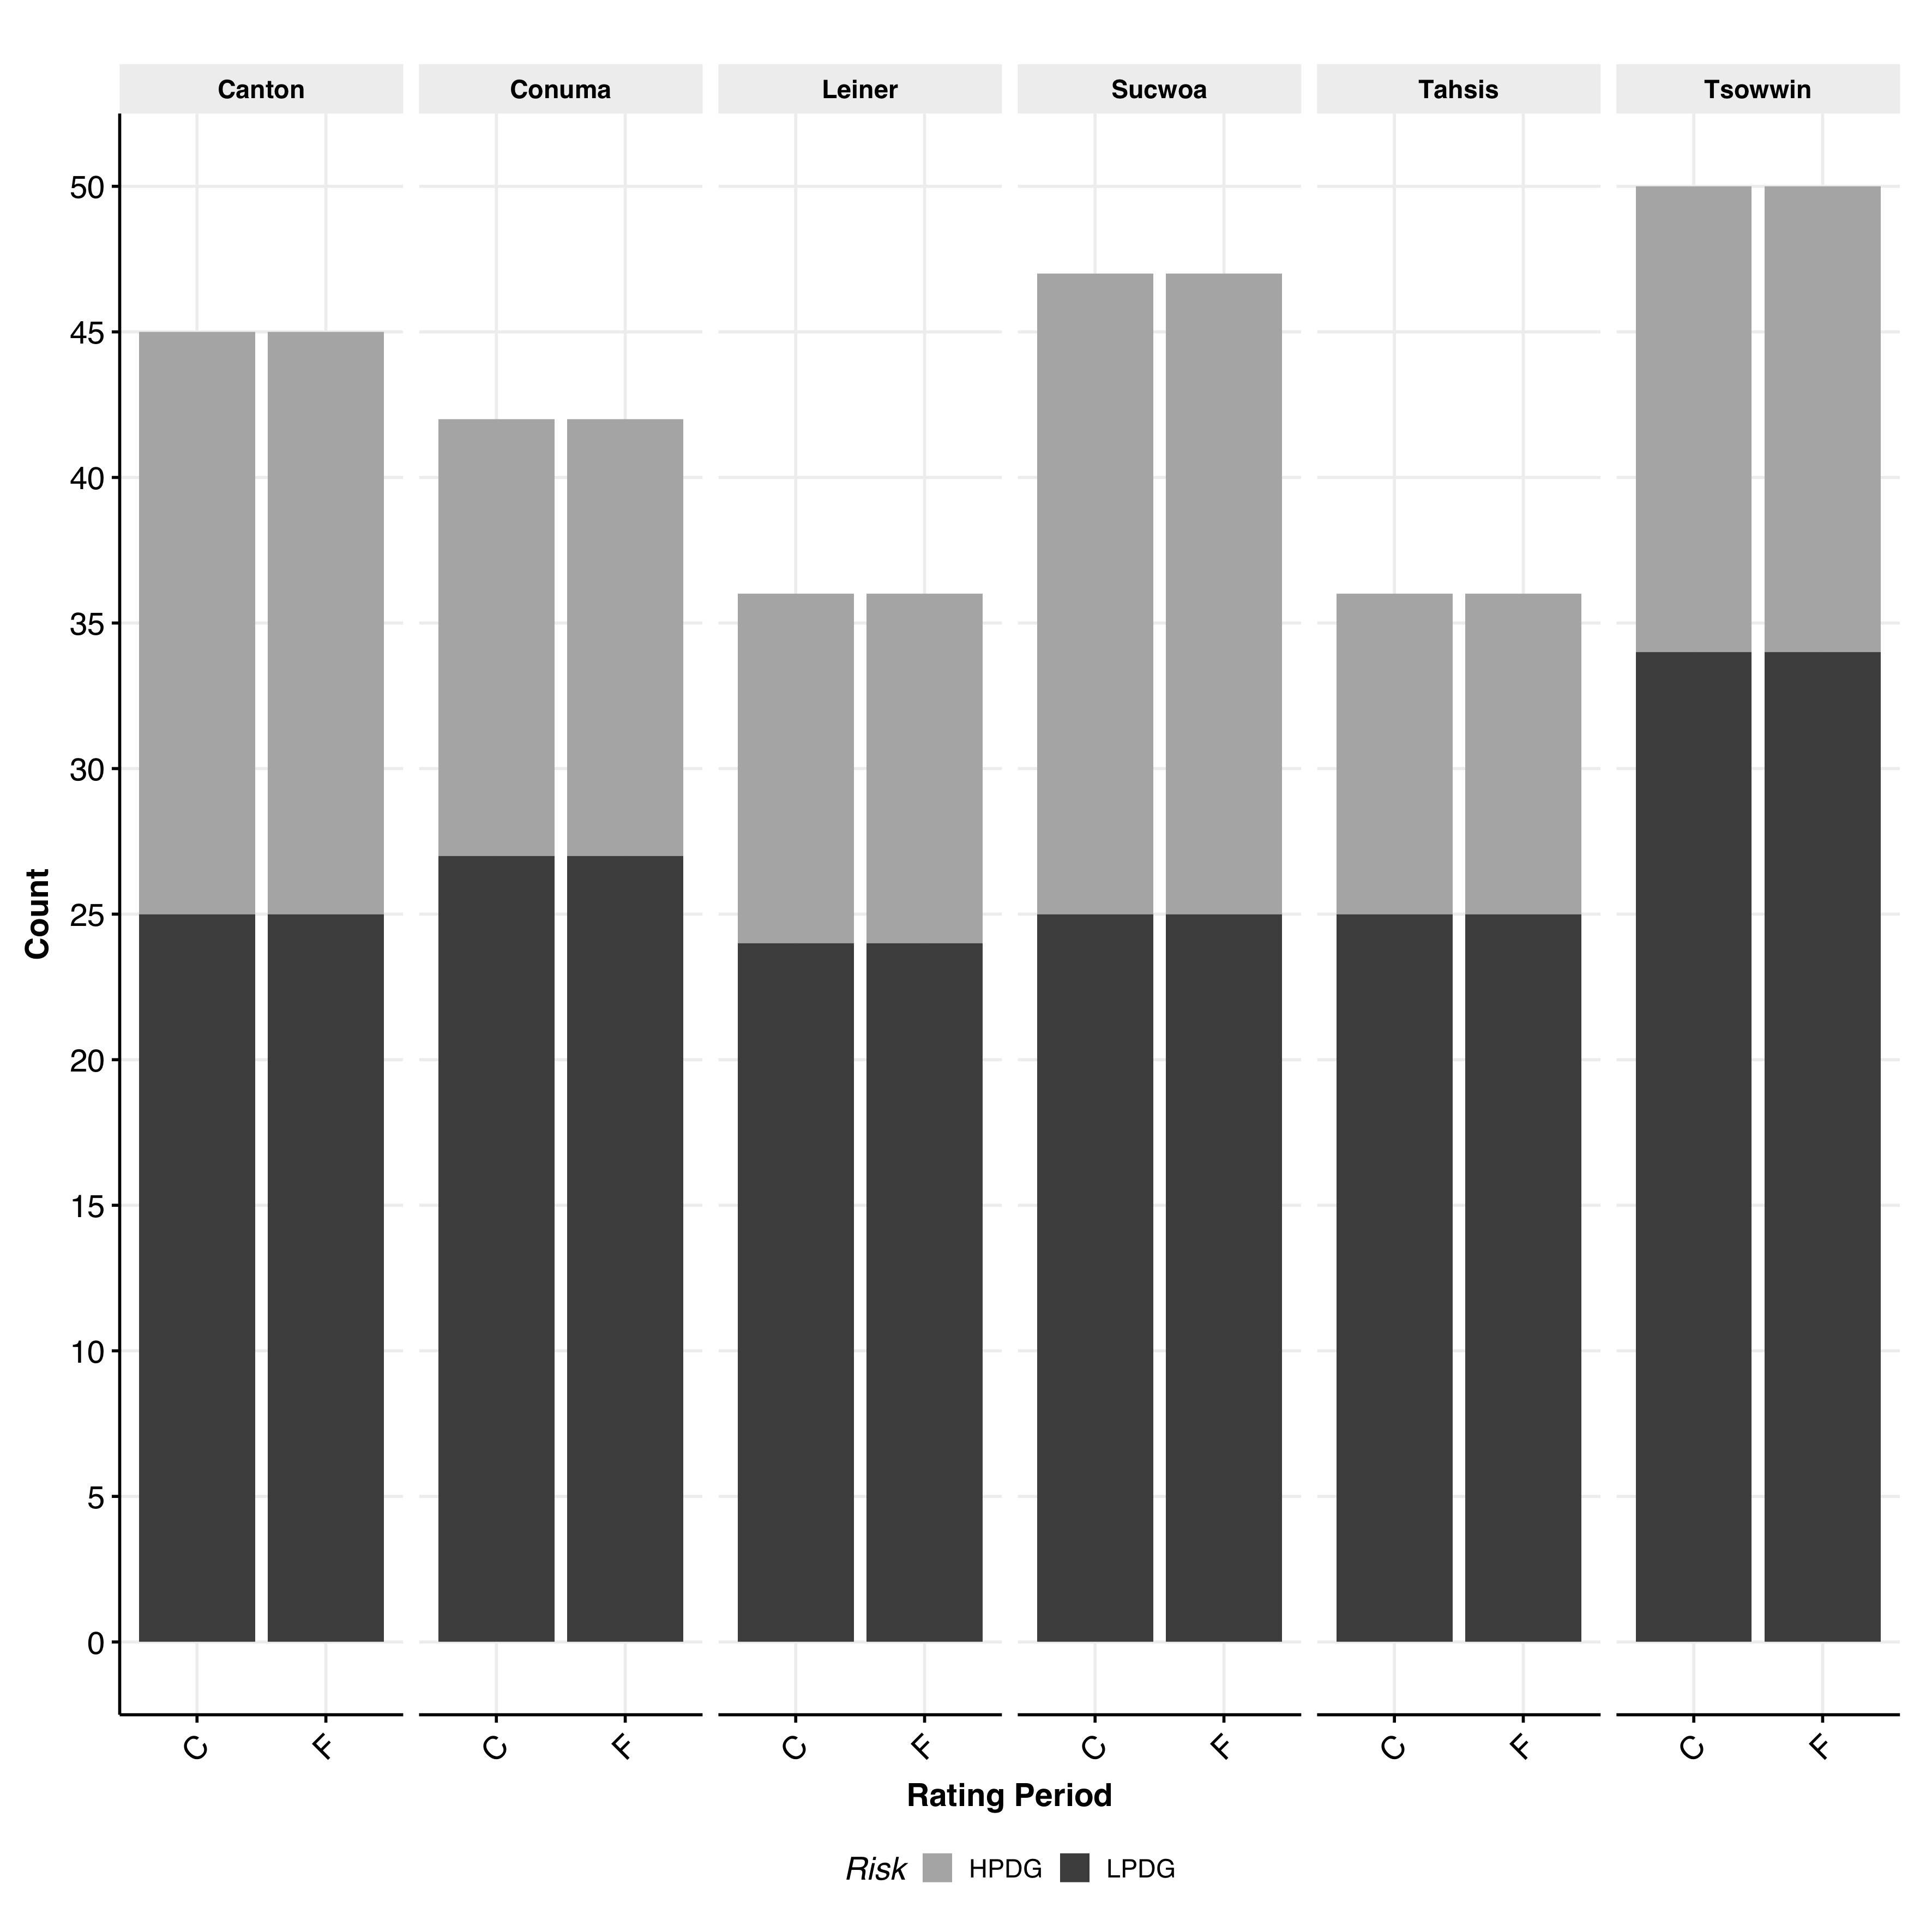 Canton Conuma Leiner Sucwoa Tahsis Tsowwin
50
45
40
35
30
25
20
15
10
5
0
Count
C F C F C F C F C F C F
Rating Period
Risk HPDG LPDG